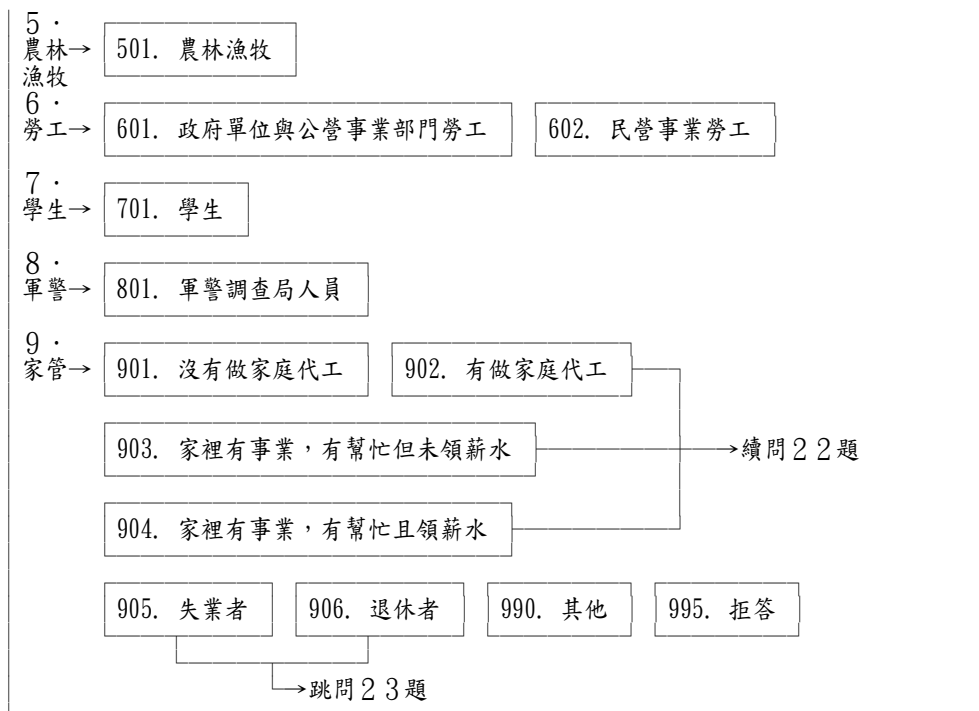 5．
農林→ 501. 農林漁牧
漁牧
6．
勞工→ 601. 政府單位與公營事業部門勞工 602. 民營事業勞工
7．
學生→ 701. 學生
8．
軍警→ 801. 軍警調查局人員
9．
家管→ 901. 沒有做家庭代工 902. 有做家庭代工
903. 家裡有事業，有幫忙但未領薪水 →續問２２題
904. 家裡有事業，有幫忙且領薪水
905. 失業者 906. 退休者 990. 其他 995. 拒答
→跳問２３題